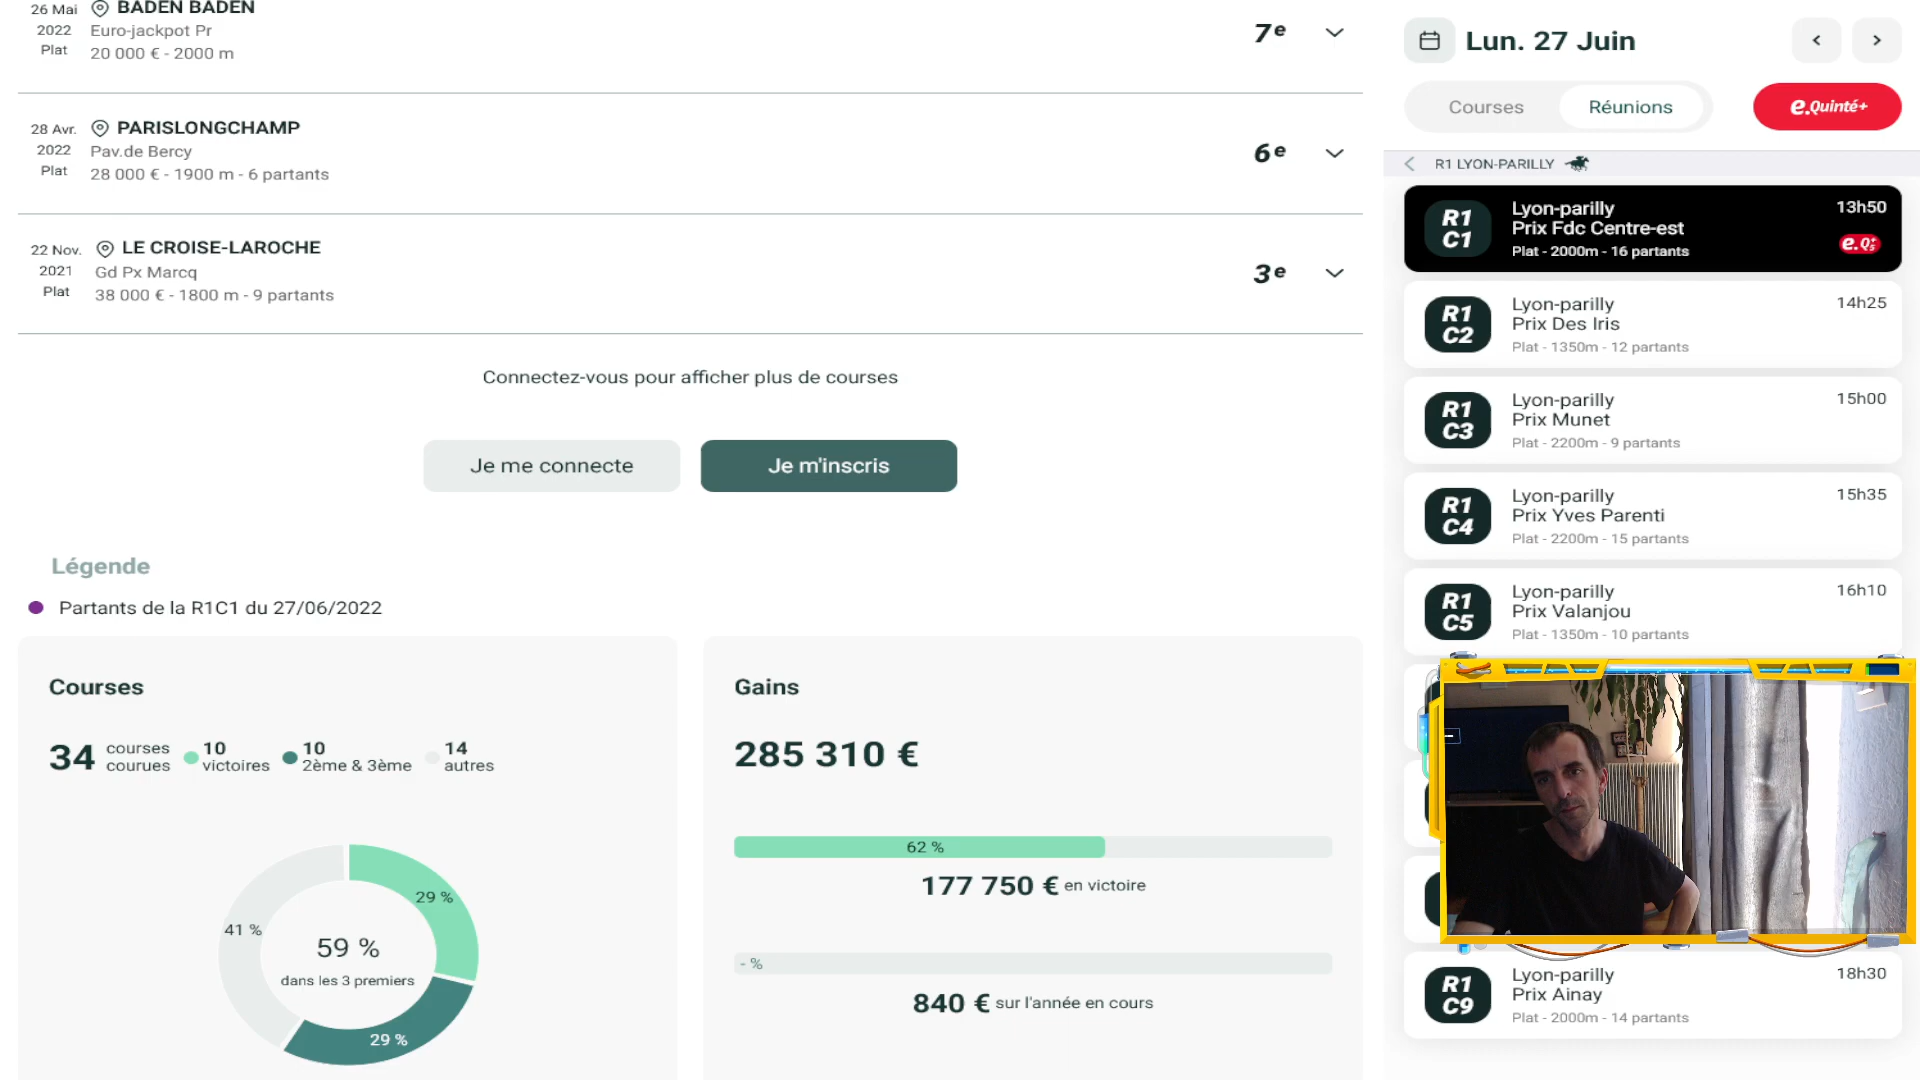 26 Mai
2022
Plat
BADEN BADEN
Euro-jackpot Pr
20 000 € - 2000 m
7e
28 Avr.
2022
Plat
PARISLONGCHAMP
Pav.de Bercy
28 000 € - 1900 m - 6 partants
6e
22 Nov.
2021
Plat
LE CROISE-LAROCHE
Gd Px Marcq
38 000 € - 1800 m - 9 partants
3e
Connectez-vous pour afficher plus de courses
Je me connecte
Je m'inscris
Légende
Partants de la R1C1 du 27/06/2022
Courses
34 courses courues
10 victoires
10 2ème & 3ème
14 autres
29 %
41 %
59 %
dans les 3 premiers
29 %
Gains
285 310 €
62 %
177 750 € en victoire
- %
840 € sur l'année en cours
Lun. 27 Juin
Courses
Réunions
e.Quinté+
R1 LYON-PARILLY
R1 C1
Lyon-parilly
Prix Fdc Centre-est
Plat - 2000m - 16 partants
13h50
e.Q+5
R1 C2
Lyon-parilly
Prix Des Iris
Plat - 1350m - 12 partants
14h25
R1 C3
Lyon-parilly
Prix Munet
Plat - 2200m - 9 partants
15h00
R1 C4
Lyon-parilly
Prix Yves Parenti
Plat - 2200m - 15 partants
15h35
R1 C5
Lyon-parilly
Prix Valanjou
Plat - 1350m - 10 partants
16h10
R1 C9
Lyon-parilly
Prix Ainay
Plat - 2000m - 14 partants
18h30